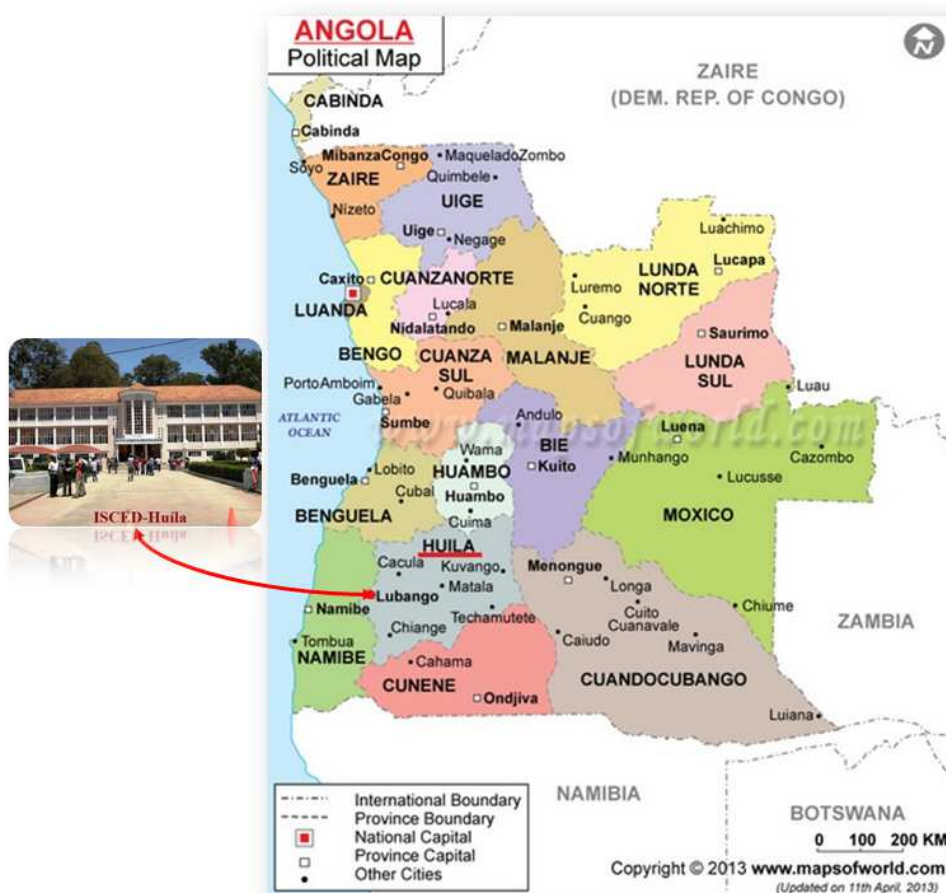 ANGOLA
Political Map
N
ZAIRE
(DEM. REP. OF CONGO)
CABINDA
Cabinda
MibanzaCongo
MaqueladoZombo
Soyo
Quimbele
ZAIRE
UIGE
Nizeto
Uige
Negage
Luachimo
Caxito
CUANZANORTE
LUNDA
NORTE
Lucapa
Luremo
LUANDA
Lucala
Cuango
Nidalatando
Malanje
Saurimo
BENGO
CUANZA
SUL
MALANJE
LUNDA
SUL
PortoAmboim
Gabela
Quibala
Luau
ATLANTIC
OCEAN
Sumbe
Andulo
www.mapsofworld.com
Luena
BIE
Wama
Munhango
Cazombo
Lobito
HUAMBO
Kuito
Lucusse
Benguela
Cubal
Huambo
BENGUELA
Cuima
MOXICO
ISCED-Huila
HUILA
Cacula
Kuvango
Menongue
Lubango
Matala
Longa
Namibe
Techamutete
Cuito
Cuanavale
Chiume
Chiange
Caiudo
Mavinga
ZAMBIA
Tombua
NAMIBE
Cahama
CUNENE
CUANDOCUBANGO
Ondjiva
Luiana
NAMIBIA
BOTSWANA
International Boundary
Province Boundary
National Capital
Province Capital
Other Cities
0 100 200 KM
Copyright © 2013 www.mapsofworld.com
(Updated on 11th April, 2013)